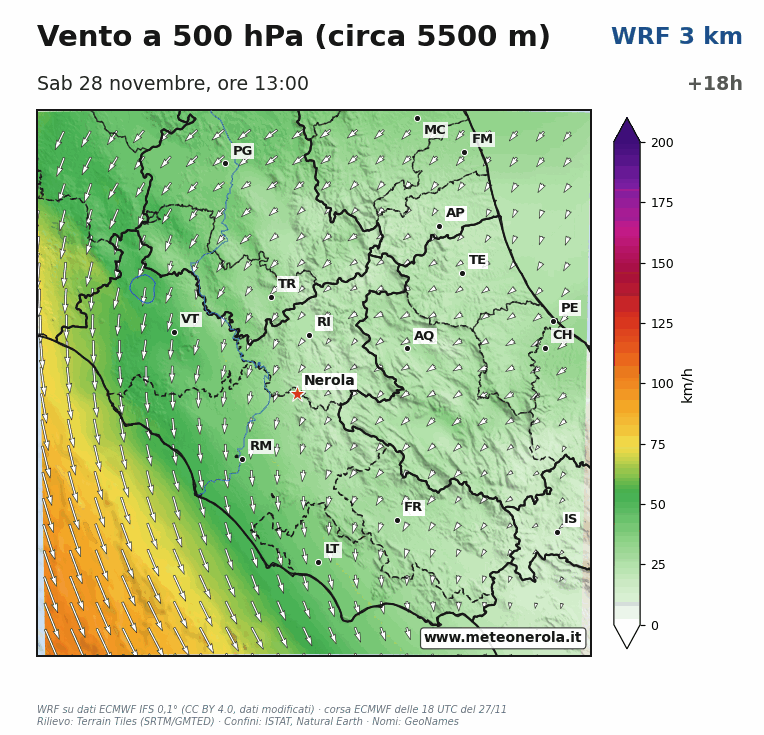 Vento a 500 hPa (circa 5500 m)
WRF 3 km
Sab 28 novembre, ore 13:00
+18h
MC
FM
PG
AP
TE
TR
PE
VT
RI
AQ
CH
Nerola
RM
FR
IS
LT
www.meteonerola.it
200
175
150
125
100
75
50
25
0
km/h
WRF su dati ECMWF IFS 0,1° (CC BY 4.0, dati modificati) · corsa ECMWF delle 18 UTC del 27/11
Rilievo: Terrain Tiles (SRTM/GMTED) · Confini: ISTAT, Natural Earth · Nomi: GeoNames